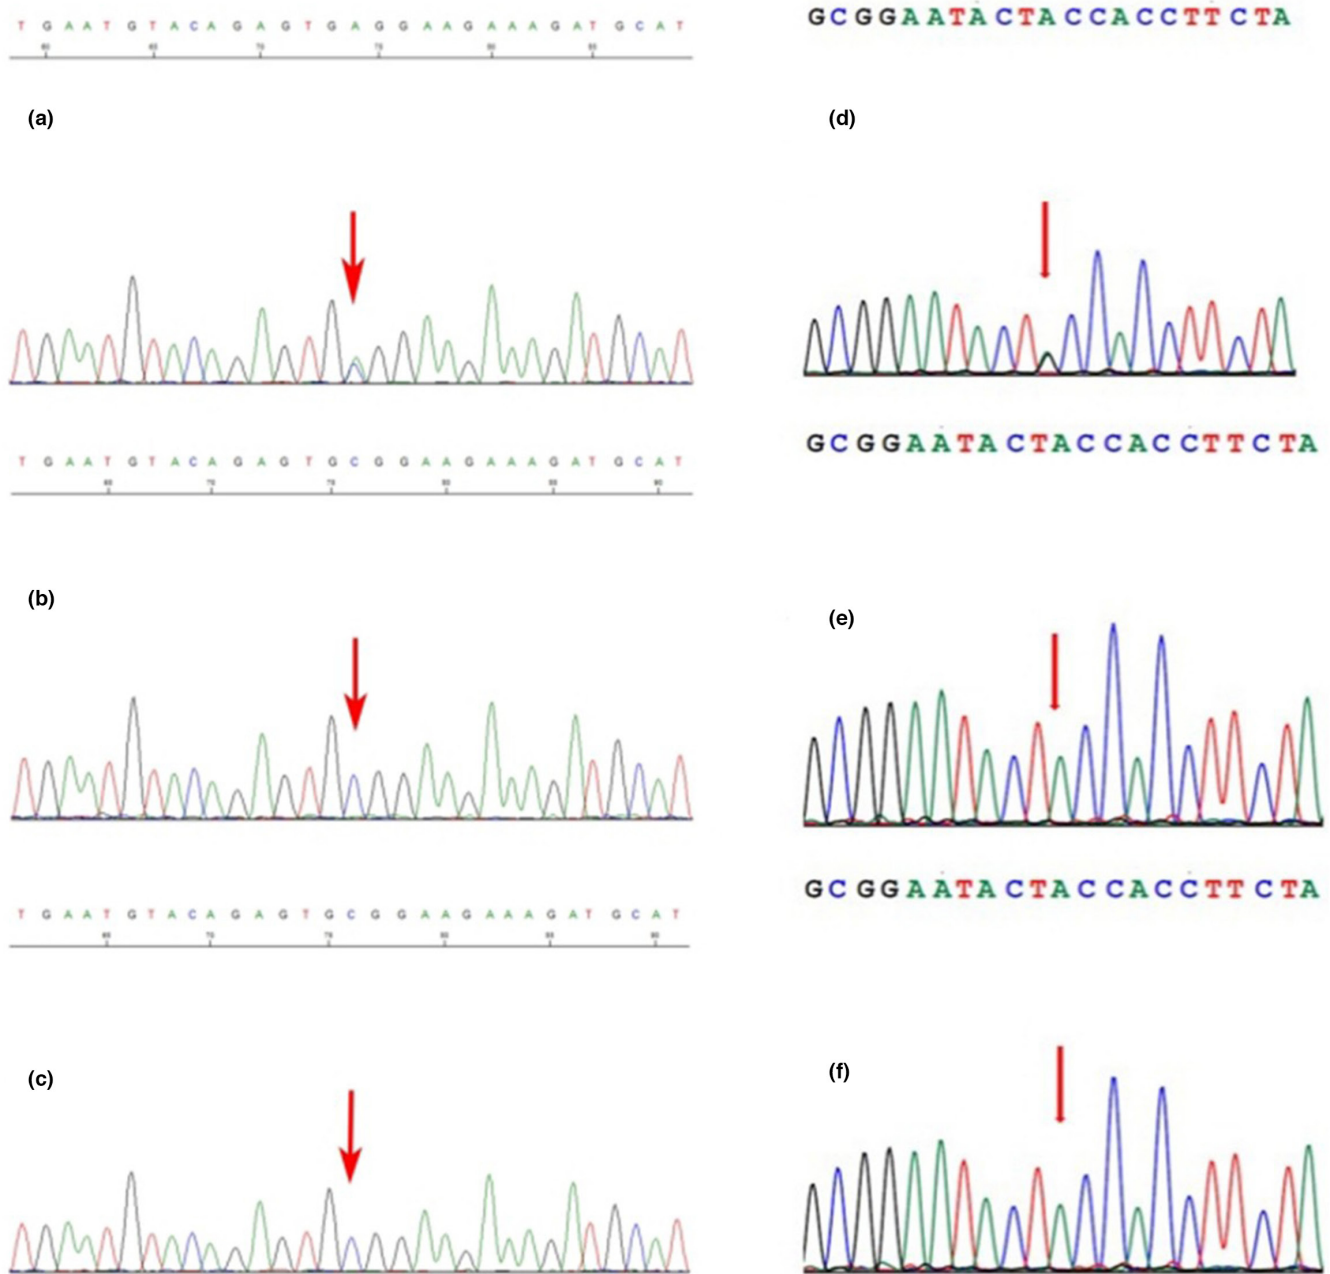 T G A A T G T A C A G A G T G A G G A A G A A A G A T G C A T
(a)
T G A A T G T A C A G A G T G C G G A A G A A A G A T G C A T
(b)
T G A A T G T A C A G A G T G C G G A A G A A A G A T G C A T
(c)
GCGGAATACTACCACCTTCTA
(d)
GCGGAATACTACCACCTTCTA
(e)
GCGGAATACTACCACCTTCTA
(f)